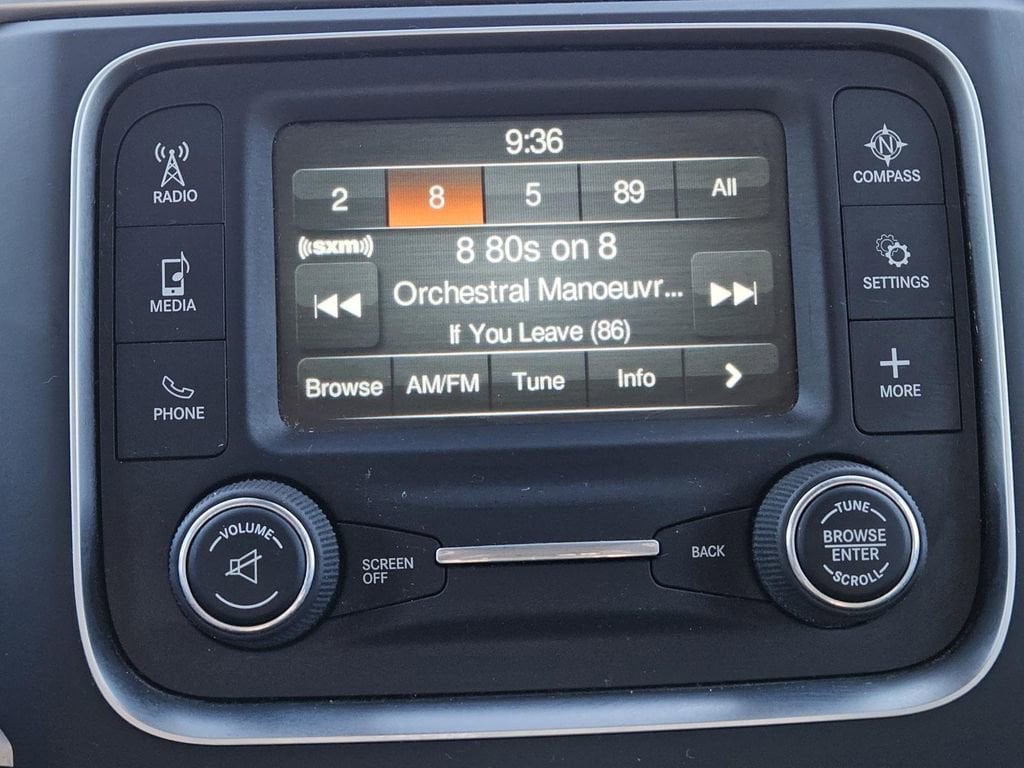 9:36
2 8 5 89 All
((sxm))
8 80s on 8
Orchestral Manoeuvr...
If You Leave (86)
Browse AM/FM Tune Info
RADIO
MEDIA
PHONE
N
COMPASS
SETTINGS
MORE
VOLUME
SCREEN
OFF
BACK
TUNE
BROWSE
ENTER
SCROLL